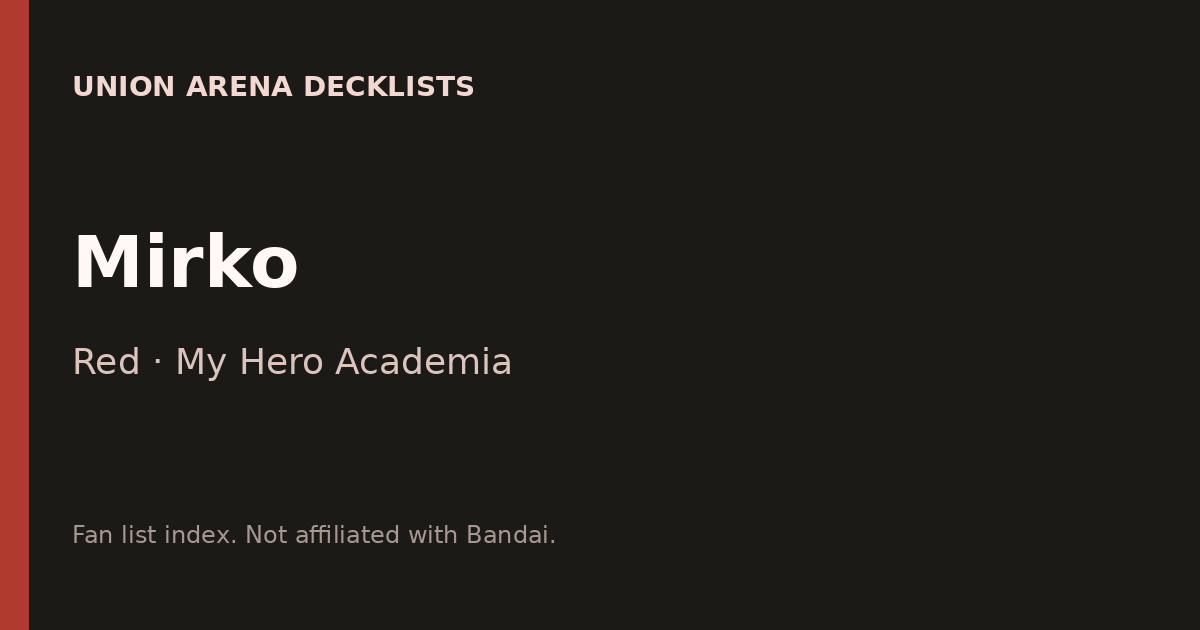 UNION ARENA DECKLISTS
Mirko
Red · My Hero Academia
Fan list index. Not affiliated with Bandai.